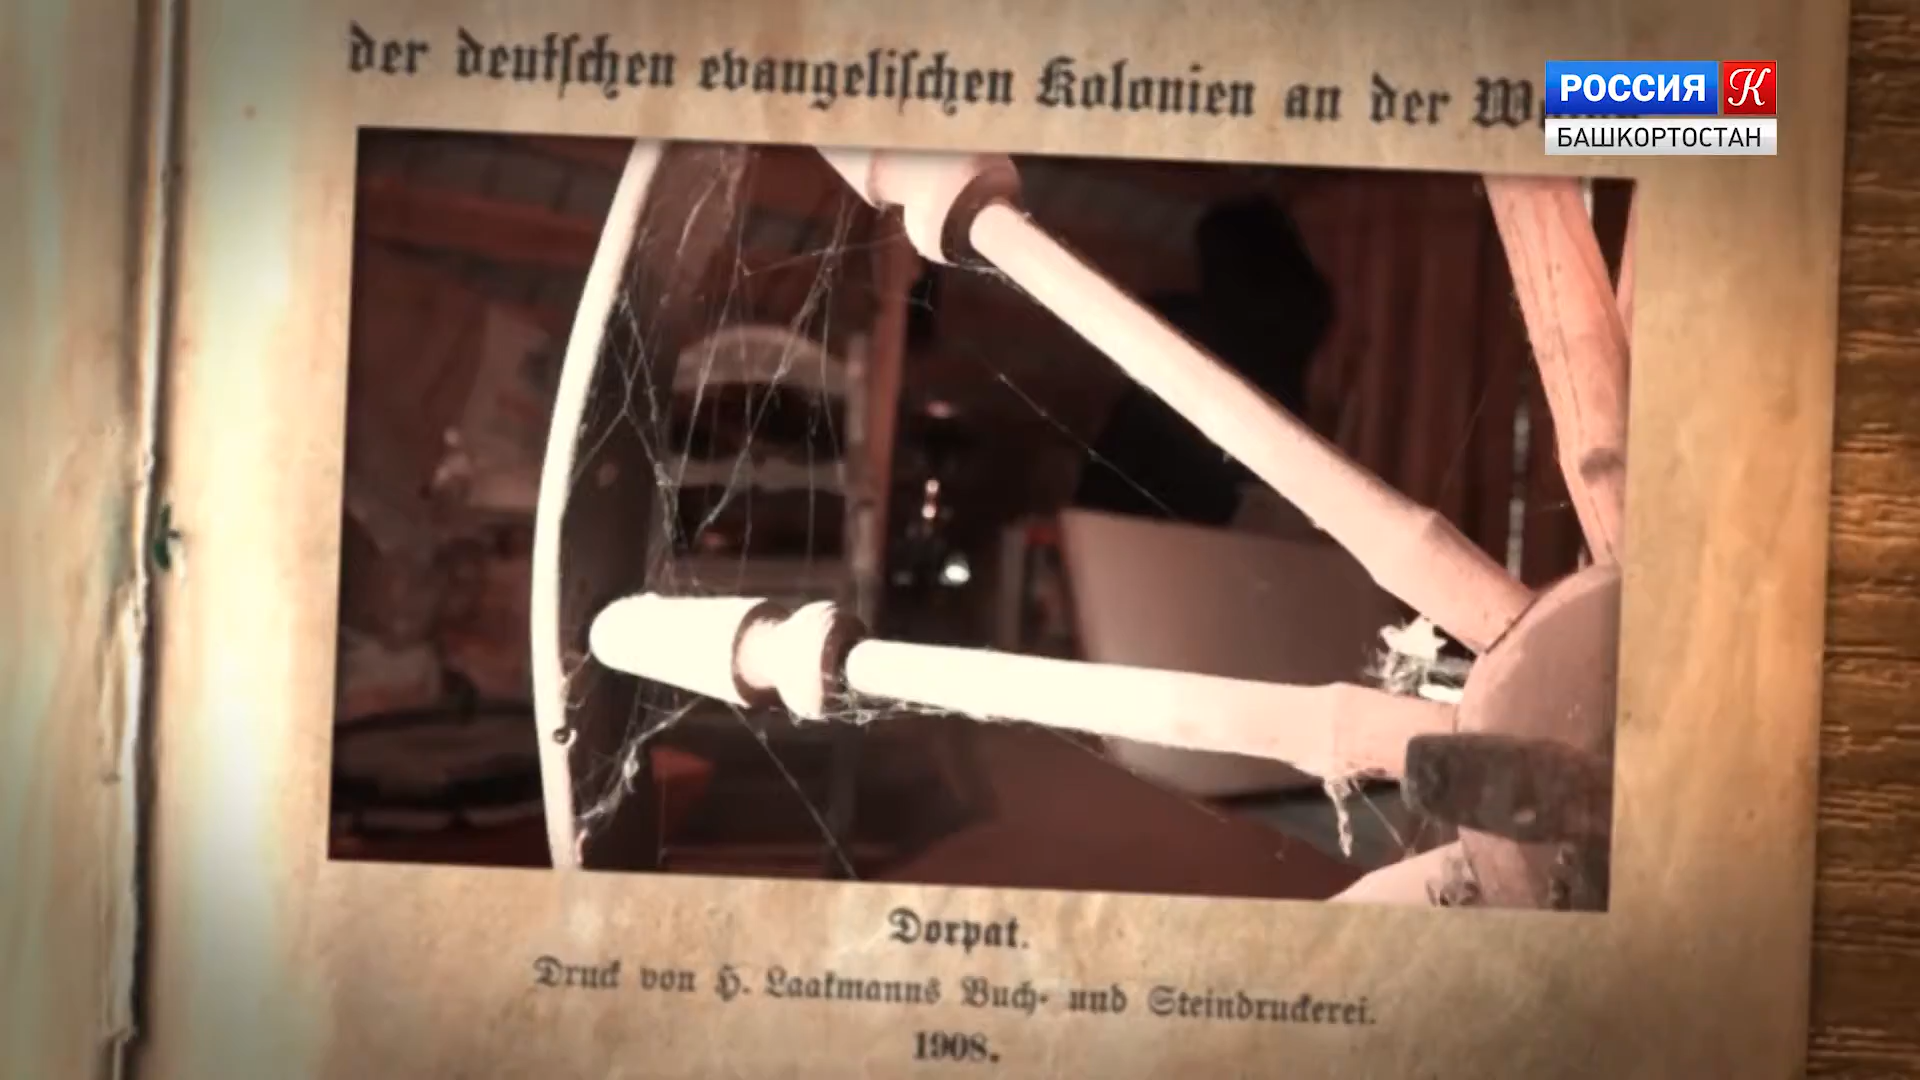 der deutschen evangelischen Kolonien an der
РОССИЯ К
БАШКОРТОСТАН
Dorpat.
Druck von H. Laakmanns Buch- und Steindruckerei.
1908.